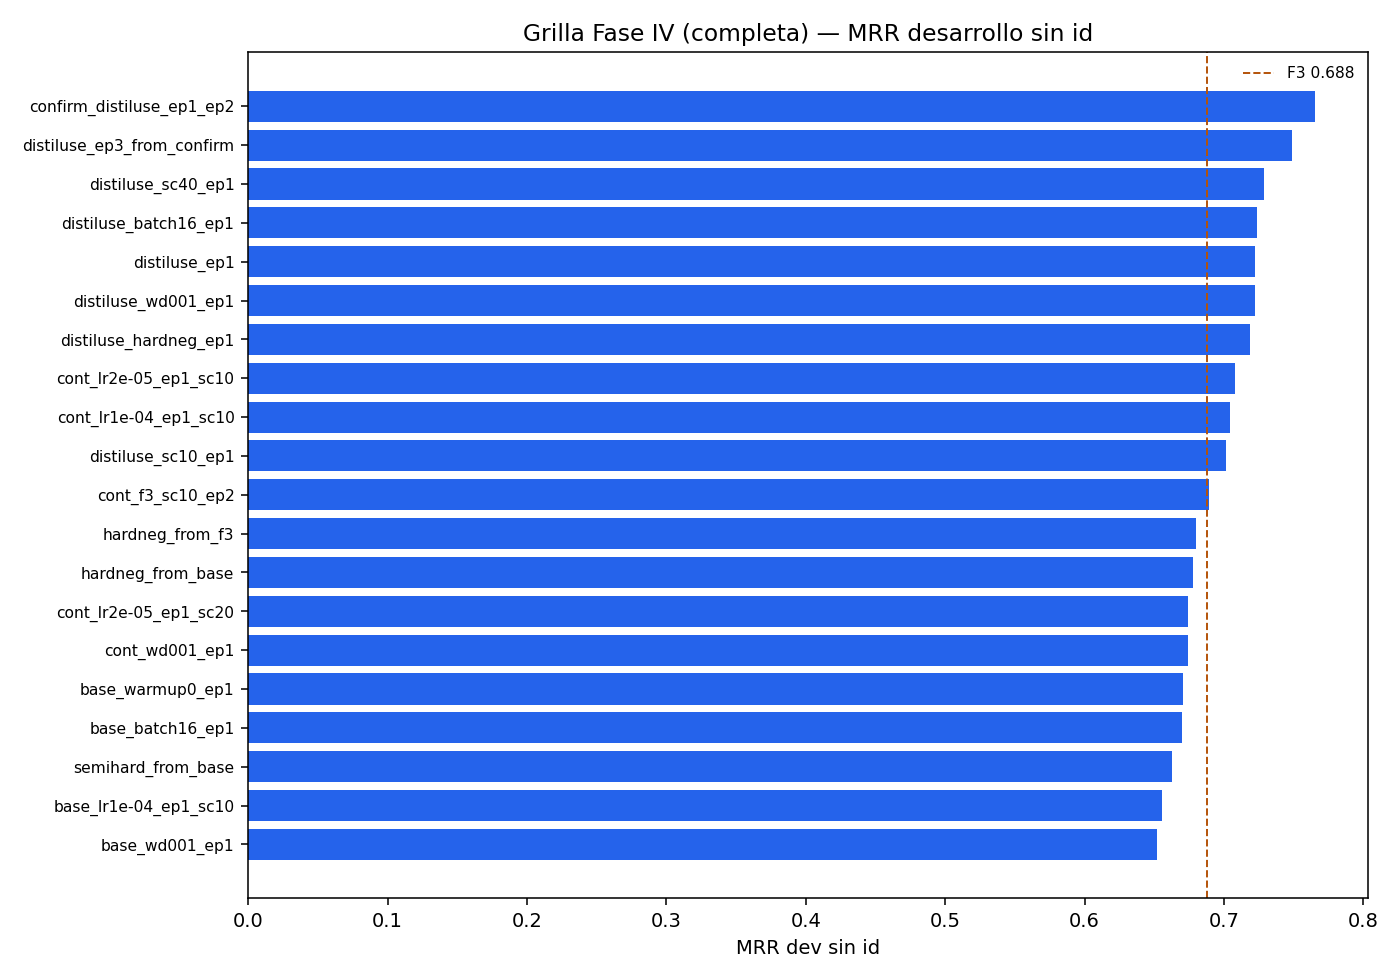 Grilla Fase IV (completa) — MRR desarrollo sin id
F3 0.688
confirm_distiluse_ep1_ep2
distiluse_ep3_from_confirm
distiluse_sc40_ep1
distiluse_batch16_ep1
distiluse_ep1
distiluse_wd001_ep1
distiluse_hardneg_ep1
cont_lr2e-05_ep1_sc10
cont_lr1e-04_ep1_sc10
distiluse_sc10_ep1
cont_f3_sc10_ep2
hardneg_from_f3
hardneg_from_base
cont_lr2e-05_ep1_sc20
cont_wd001_ep1
base_warmup0_ep1
base_batch16_ep1
semihard_from_base
base_lr1e-04_ep1_sc10
base_wd001_ep1
0.0 0.1 0.2 0.3 0.4 0.5 0.6 0.7 0.8
MRR dev sin id